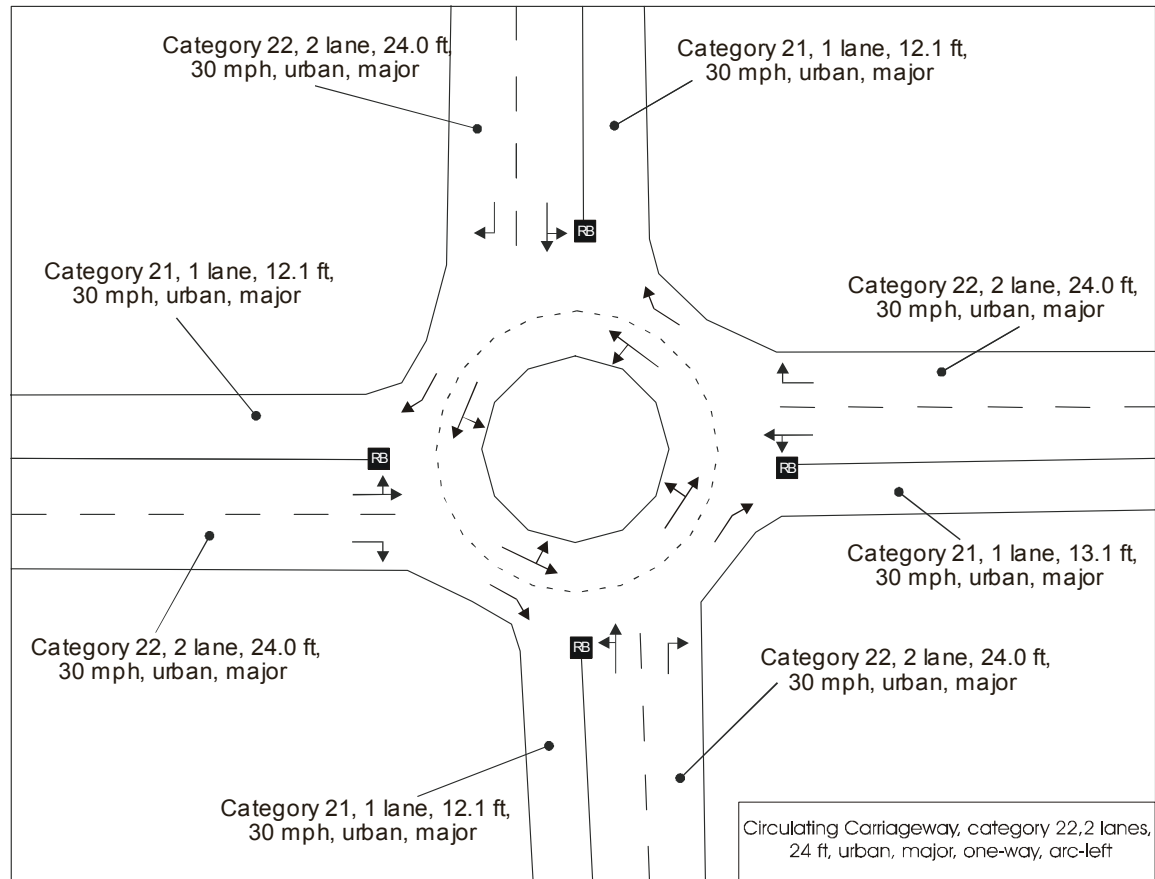 Category 22, 2 lane, 24.0 ft,
30 mph, urban, major
Category 21, 1 lane, 12.1 ft,
30 mph, urban, major
RB
Category 21, 1 lane, 12.1 ft,
30 mph, urban, major
Category 22, 2 lane, 24.0 ft,
30 mph, urban, major
RB
RB
Category 21, 1 lane, 13.1 ft,
30 mph, urban, major
Category 22, 2 lane, 24.0 ft,
30 mph, urban, major
RB
Category 22, 2 lane, 24.0 ft,
30 mph, urban, major
Category 21, 1 lane, 12.1 ft,
30 mph, urban, major
Circulating Carriageway, category 22,2 lanes,
24 ft, urban, major, one-way, arc-left